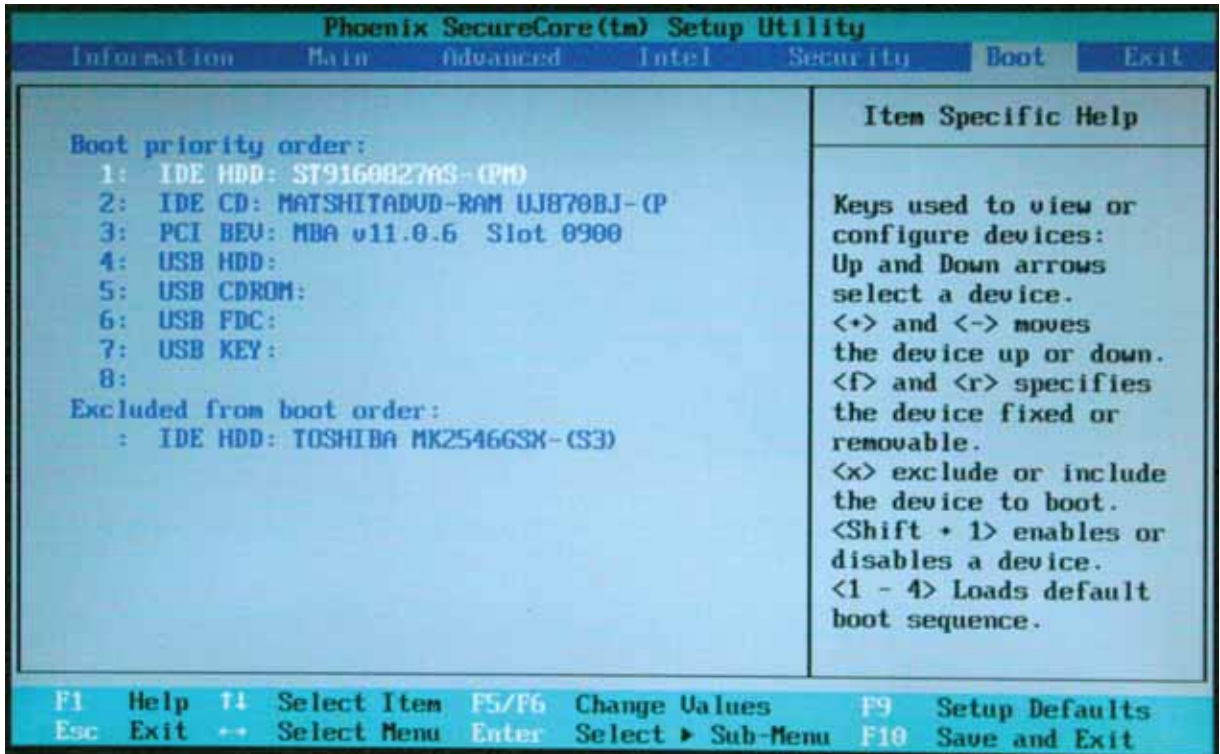 Phoenix SecureCore(tm) Setup Utility
Information Main Advanced Intel Security Boot Exit
Boot priority order:
1: IDE HDD: ST9160827AS-(PM)
2: IDE CD: MATSHITADVD-RAM UJ870BJ-(P
3: PCI BEV: MBA v11.0.6 Slot 0900
4: USB HDD:
5: USB CDROM:
6: USB FDC:
7: USB KEY:
8:
Excluded from boot order:
: IDE HDD: TOSHIBA MK2546GSX-(S3)
Item Specific Help
Keys used to view or
configure devices:
Up and Down arrows
select a device.
<+> and <-> moves
the device up or down.
<f> and <r> specifies
the device fixed or
removable.
<x> exclude or include
the device to boot.
<Shift + 1> enables or
disables a device.
<1 - 4> Loads default
boot sequence.
F1 Help ↑↓ Select Item F5/F6 Change Values F9 Setup Defaults
Esc Exit ↔ Select Menu Enter Select ▶ Sub-Menu F10 Save and Exit